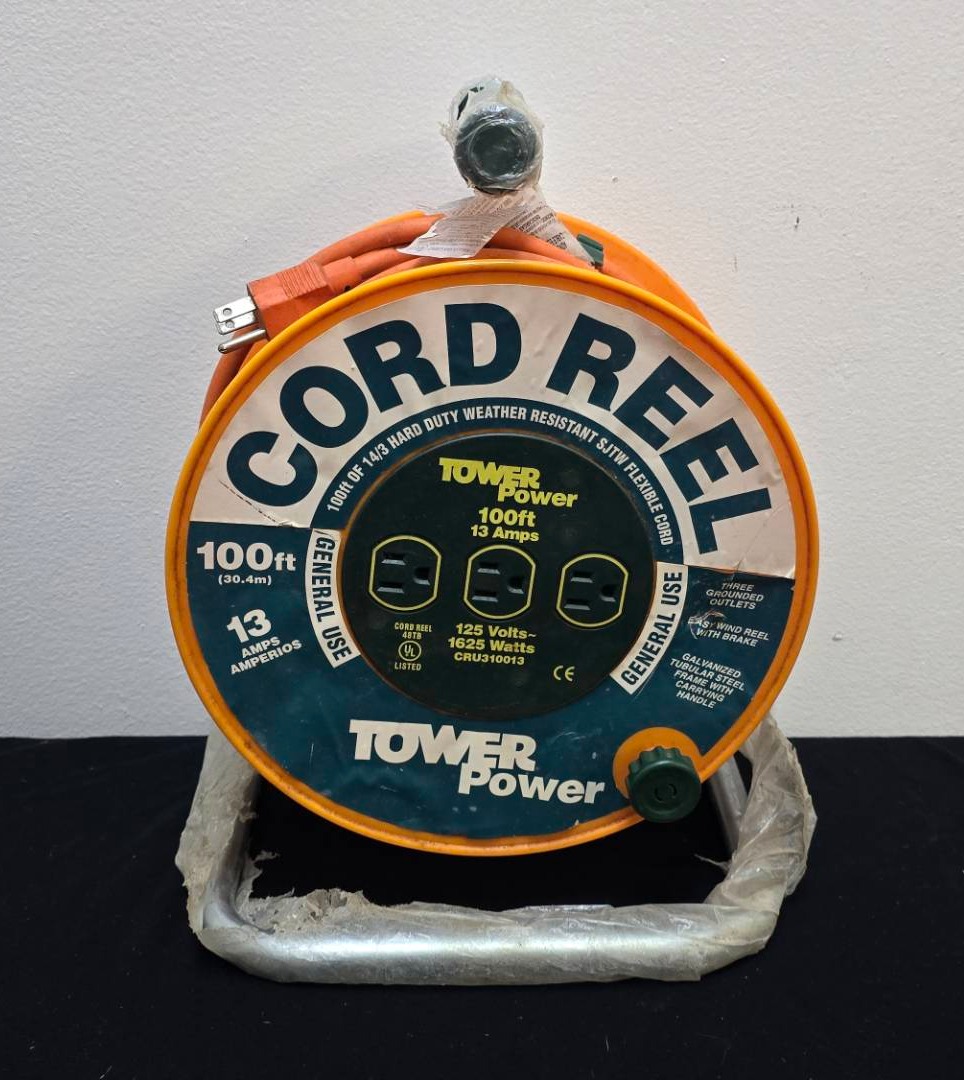 CORD REEL
100ft OF 14/3 HARD DUTY WEATHER RESISTANT SJTW FLEXIBLE CORD
TOWER
Power
100ft
13 Amps
CORD REEL
48TB
UL
LISTED
125 Volts~
1625 Watts
CRU310013
CE
100ft
(30.4m)
13
AMPS
AMPERIOS
GENERAL USE
GENERAL USE
THREE
GROUNDED
OUTLETS
EASY WIND REEL
WITH BRAKE
GALVANIZED
TUBULAR STEEL
FRAME WITH
CARRYING
HANDLE
TOWER
Power